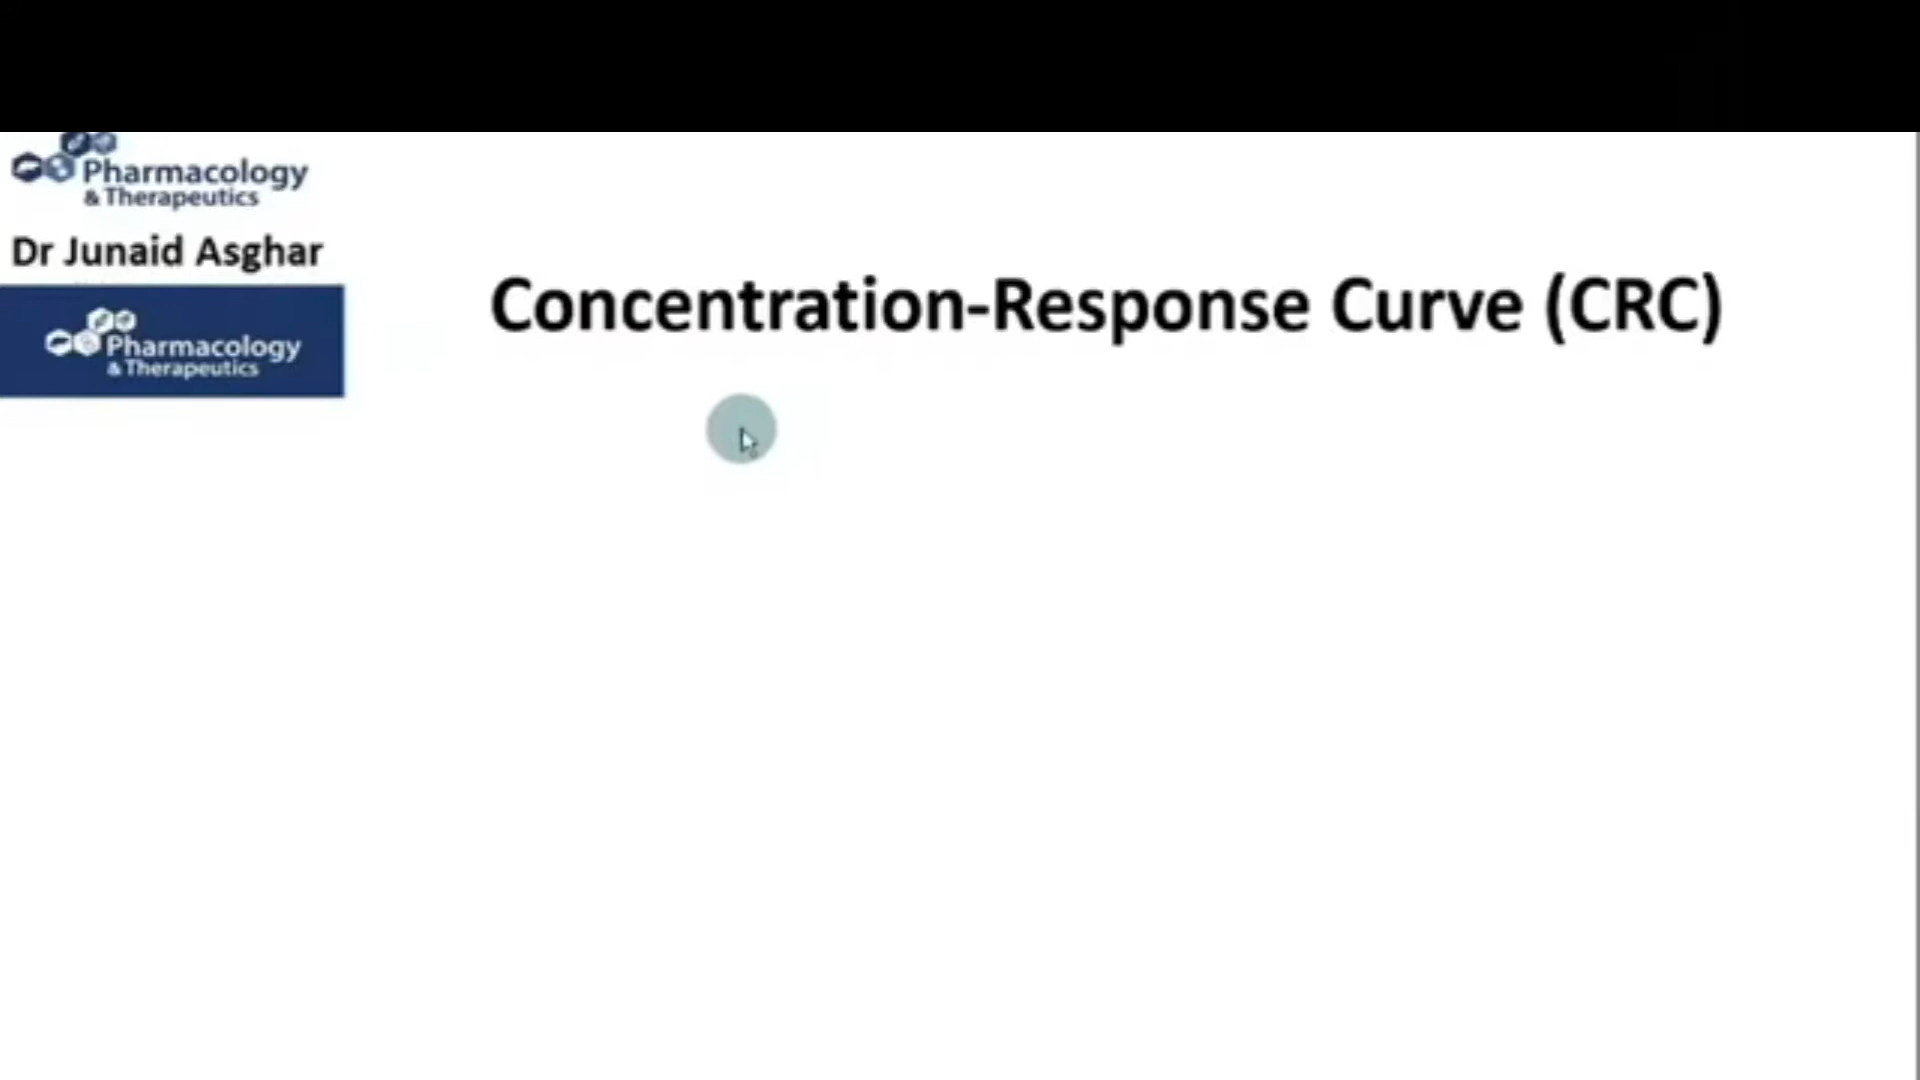 Pharmacology
& Therapeutics
Dr Junaid Asghar
Pharmacology
& Therapeutics
Concentration-Response Curve (CRC)